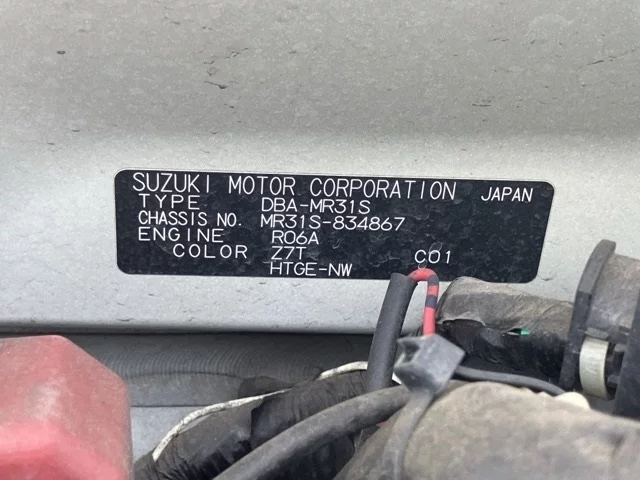 SUZUKI MOTOR CORPORATION JAPAN
TYPE DBA-MR31S
CHASSIS NO. MR31S-834867
ENGINE R06A
COLOR Z7T C01
HTGE-NW